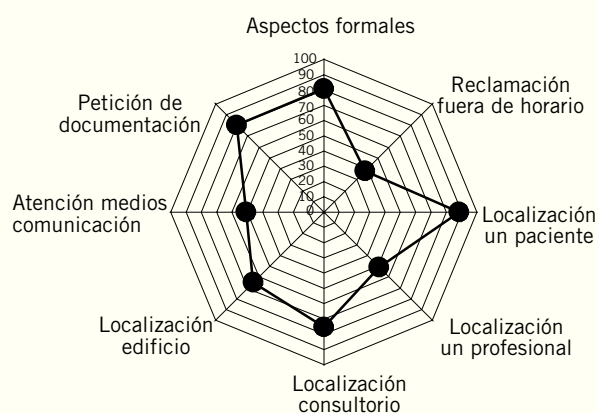 Aspectos formales
100
90
80
70
60
50
40
30
20
10
0
Reclamación
fuera de horario
Localización
un paciente
Localización
un profesional
Localización
consultorio
Localización
edificio
Atención medios
comunicación
Petición de
documentación